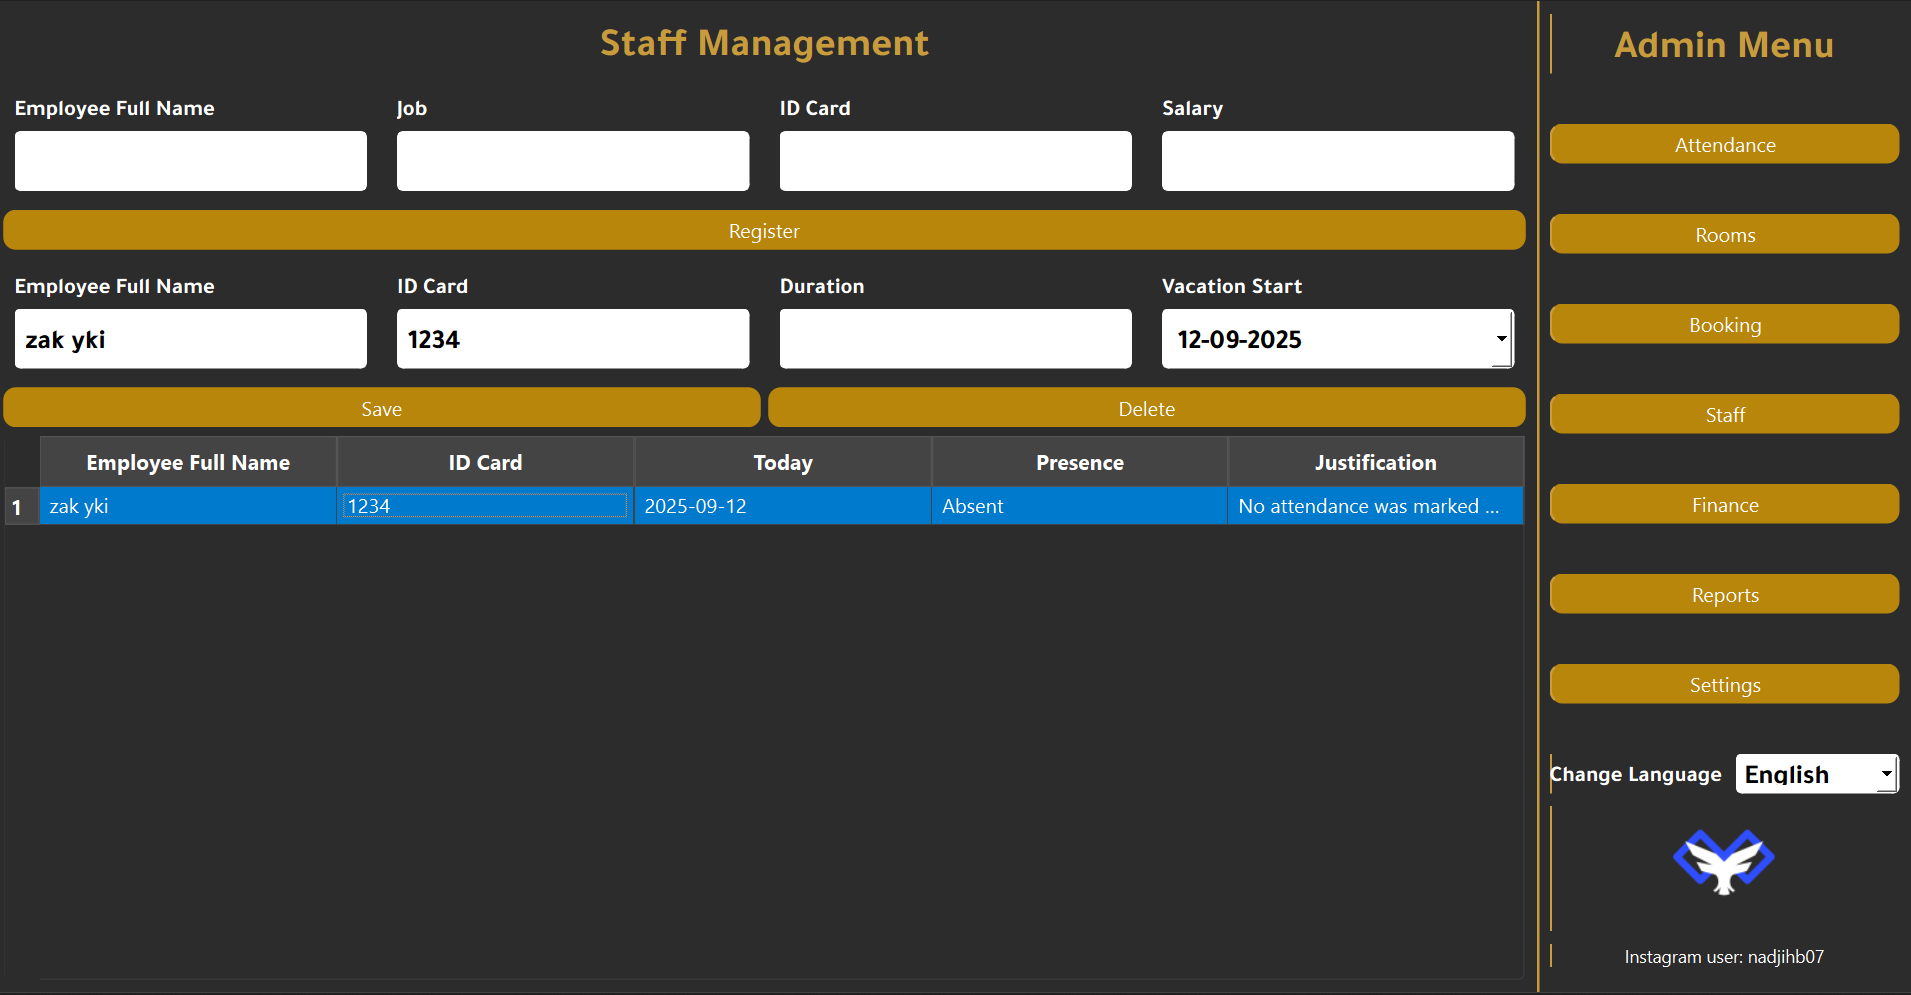 Staff Management
Employee Full Name Job ID Card Salary
Register
Employee Full Name ID Card Duration Vacation Start
zak yki 1234 12-09-2025
Save Delete
Employee Full Name ID Card Today Presence Justification
1 zak yki 1234 2025-09-12 Absent No attendance was marked ...
Admin Menu
Attendance
Rooms
Booking
Staff
Finance
Reports
Settings
Change Language English
Instagram user: nadjihb07